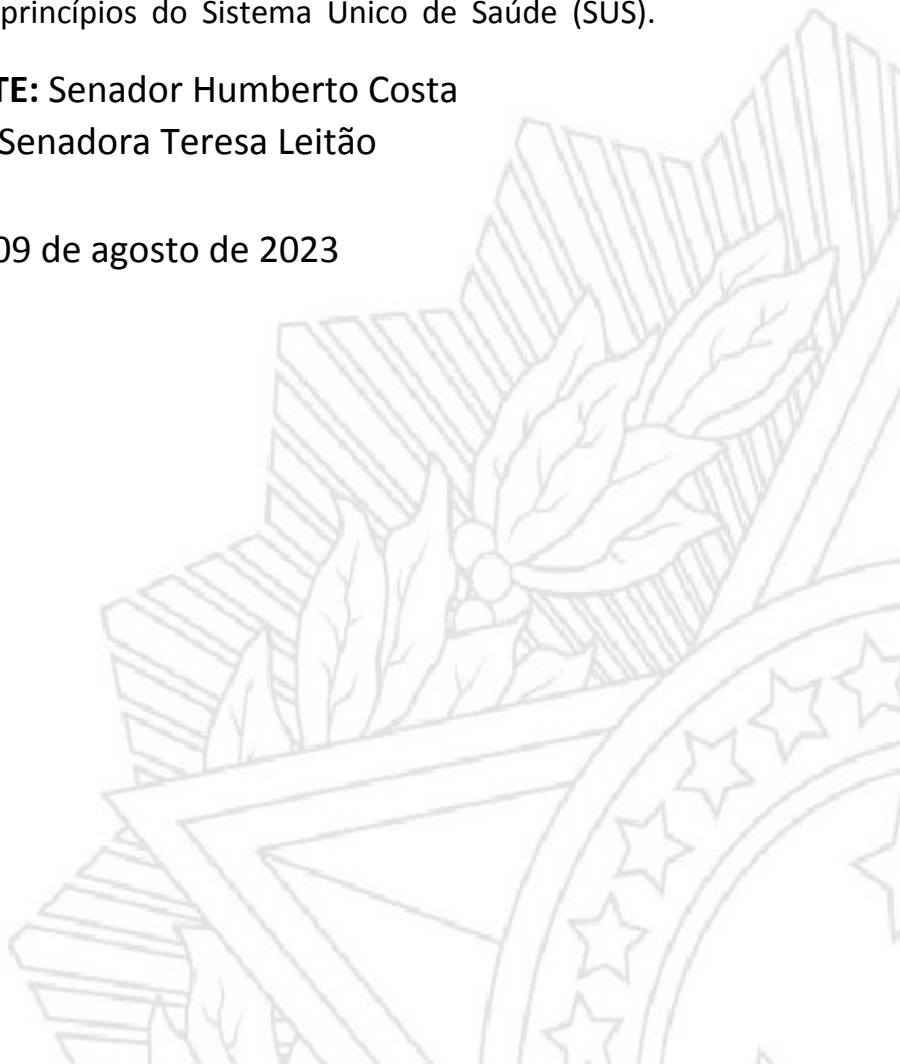 princípios do Sistema Único de Saúde (SUS).
TE: Senador Humberto Costa
Senadora Teresa Leitão
09 de agosto de 2023